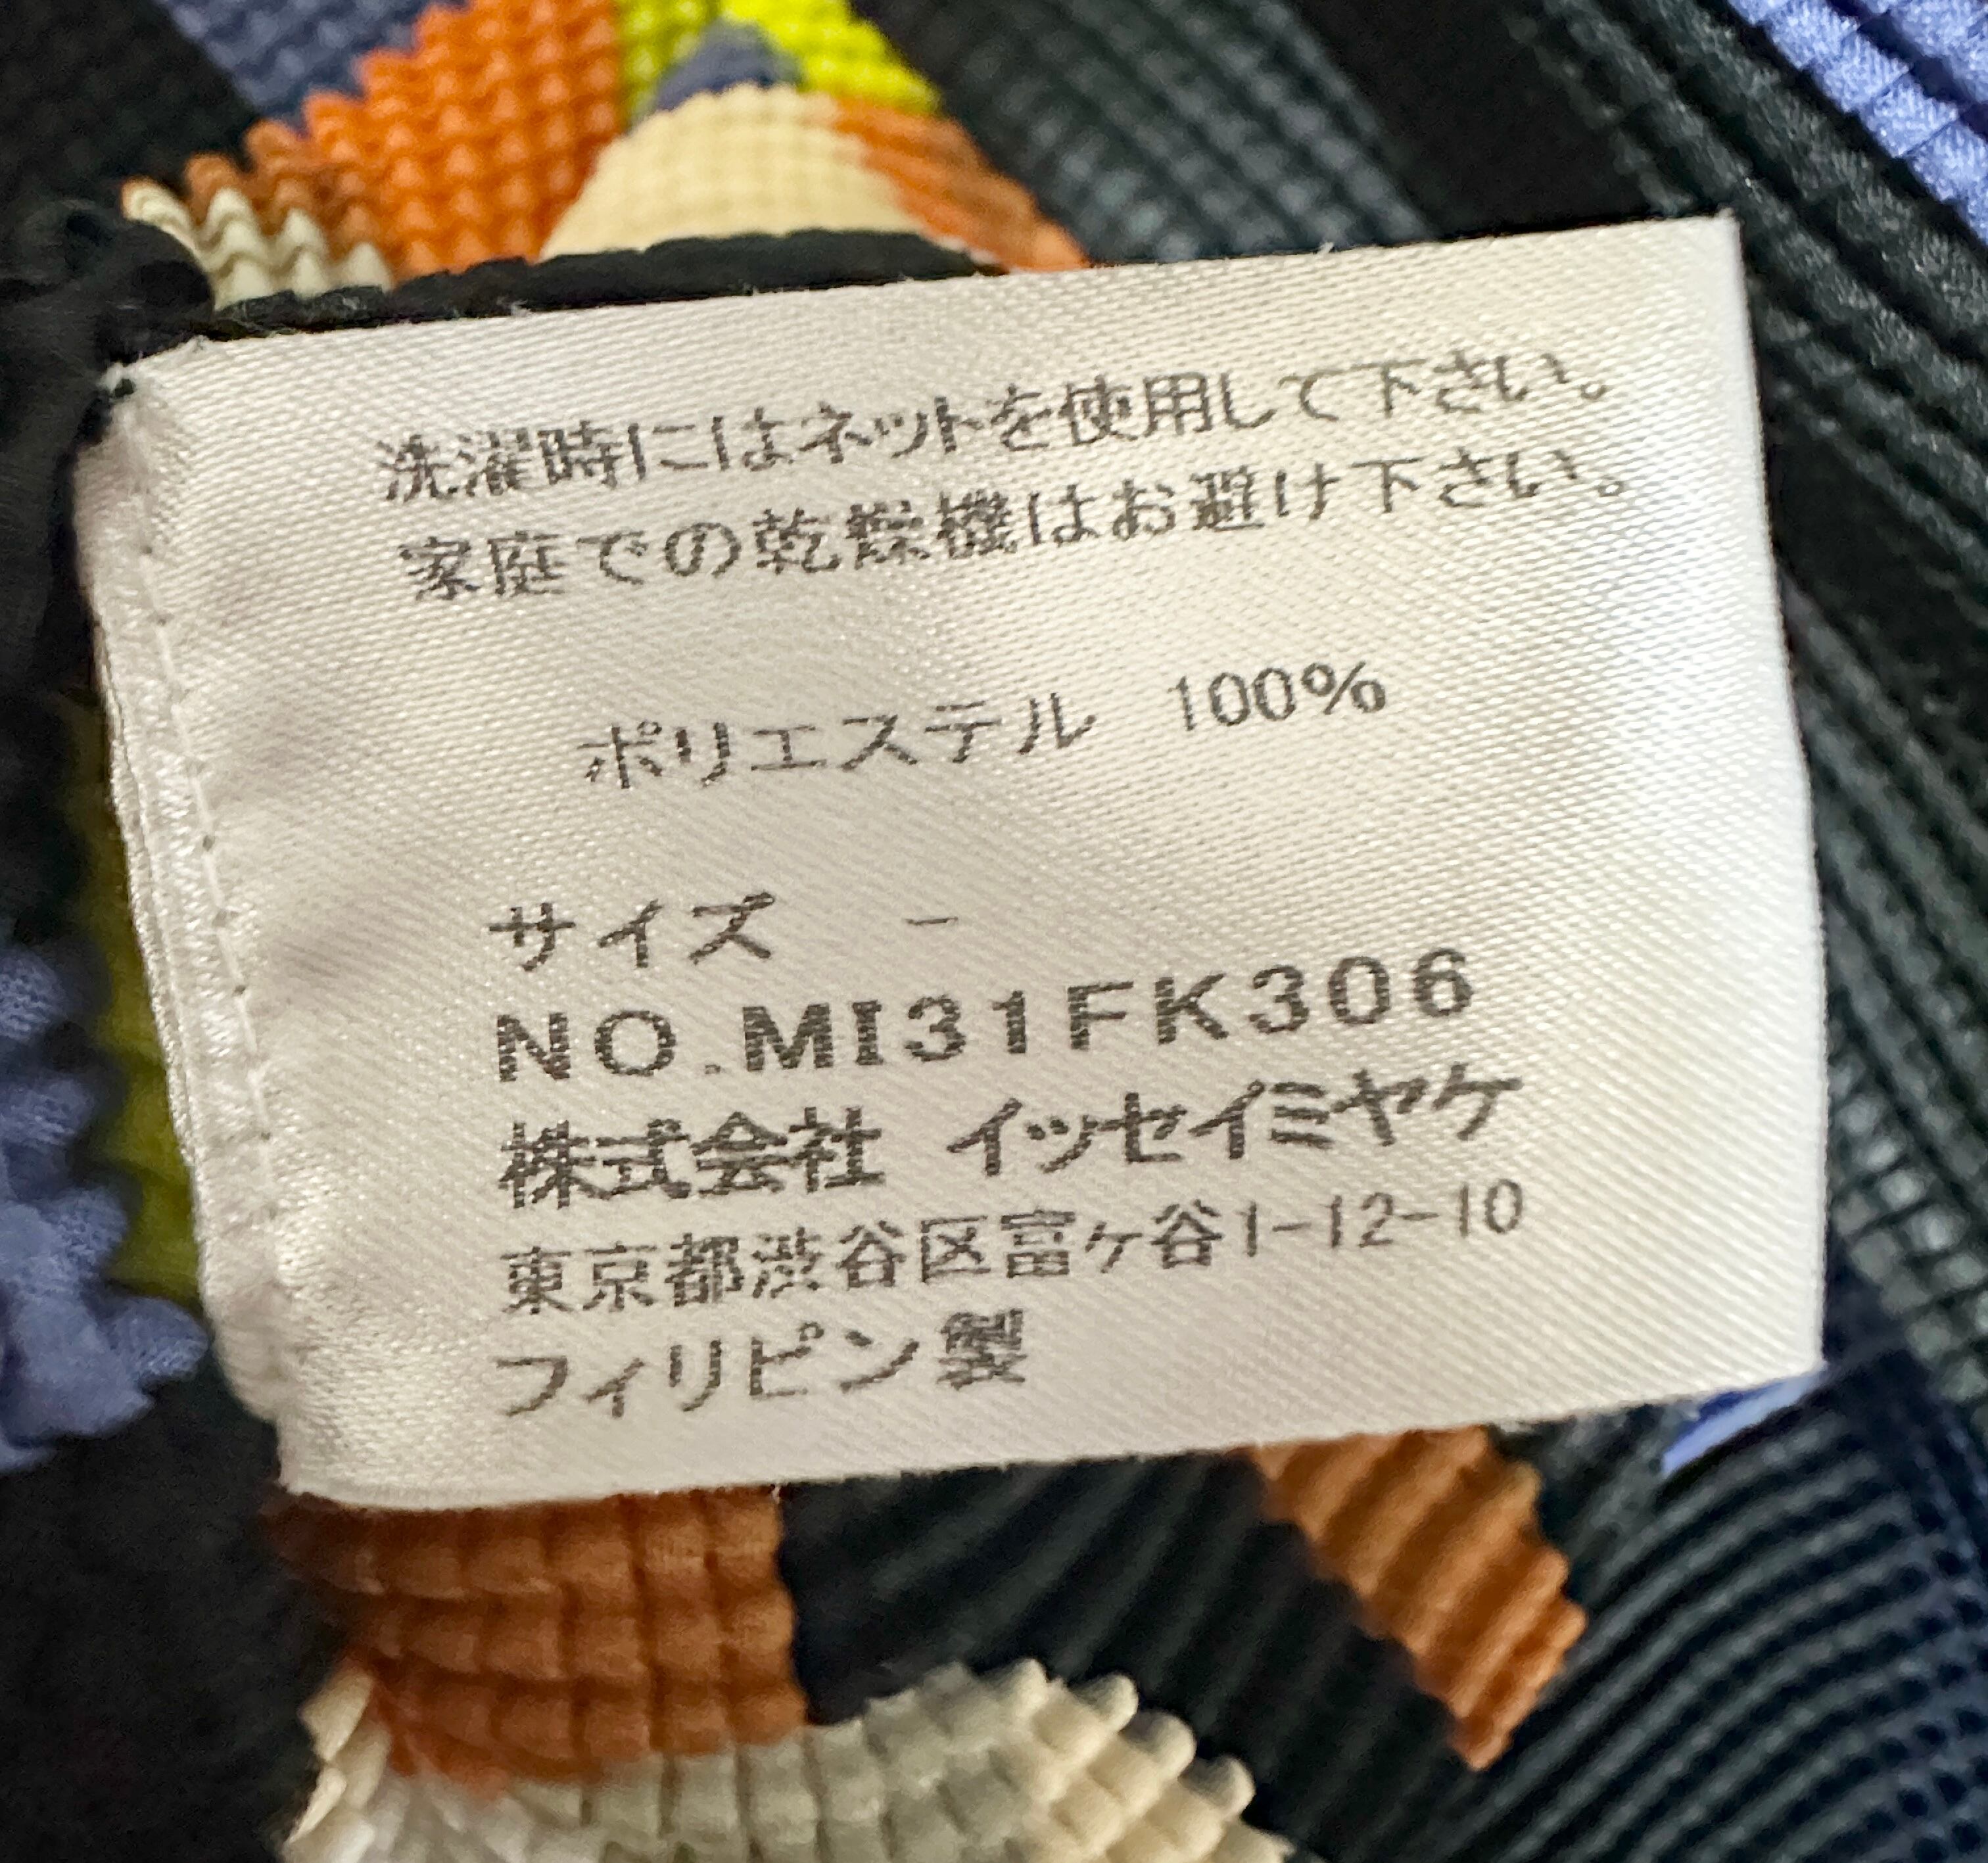 洗濯時にはネットを使用して下さい。
家庭での乾燥機はお避け下さい。
ポリエステル 100%
サイズ -
NO.MI31FK306
株式会社 イッセイミヤケ
東京都渋谷区富ヶ谷1-12-10
フィリピン製